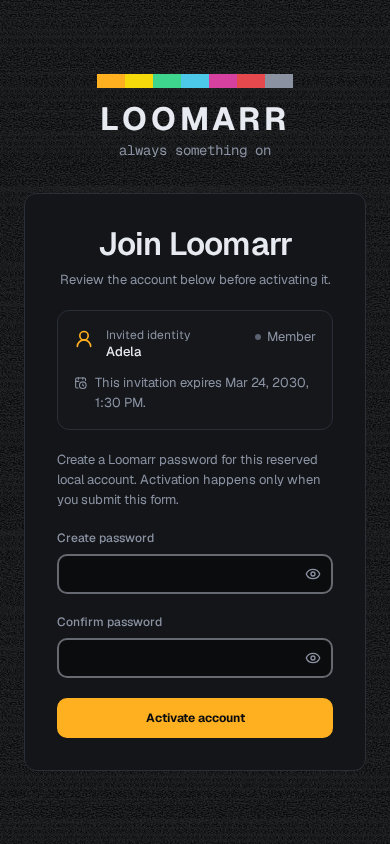 LOOMARR
always something on
Join Loomarr
Review the account below before activating it.
Invited identity
Member
Adela
This invitation expires Mar 24, 2030,
1:30 PM.
Create a Loomarr password for this reserved
local account. Activation happens only when
you submit this form.
Create password
Confirm password
Activate account